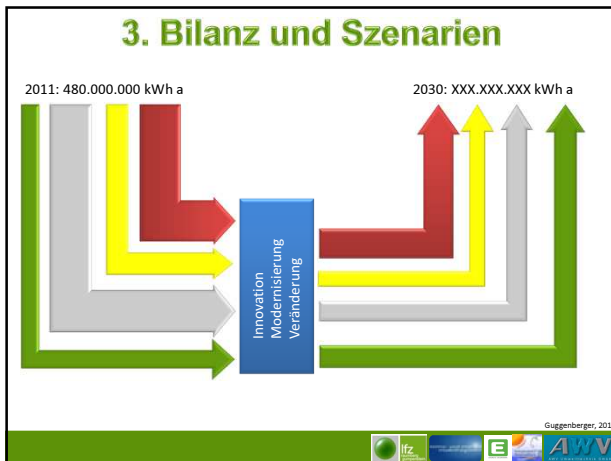 3. Bilanz und Szenarien
2011: 480.000.000 kWh a
2030: XXX.XXX.XXX kWh a
Innovation
Modernisierung
Veränderung
Guggenberger, 201
lfz
E
AWV